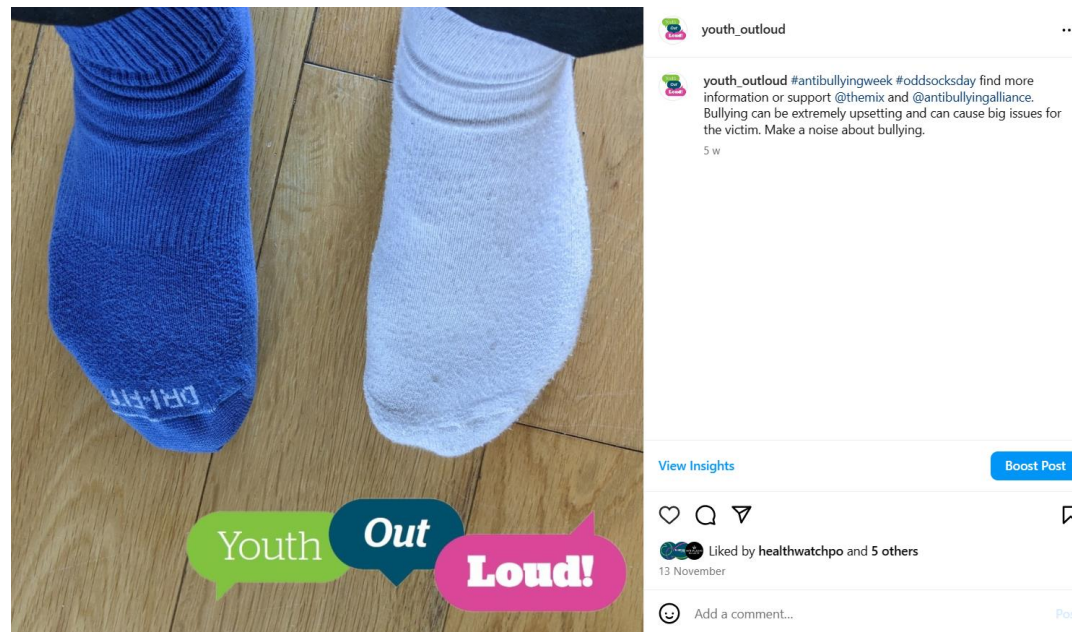 DRI-FIT
Youth
Out
Loud!
youth_outloud
youth_outloud #antibullyingweek #oddsocksday find more
information or support @themix and @antibullyingalliance.
Bullying can be extremely upsetting and can cause big issues for
the victim. Make a noise about bullying.
5 w
View Insights
Boost Post
Liked by healthwatchpo and 5 others
13 November
Add a comment...